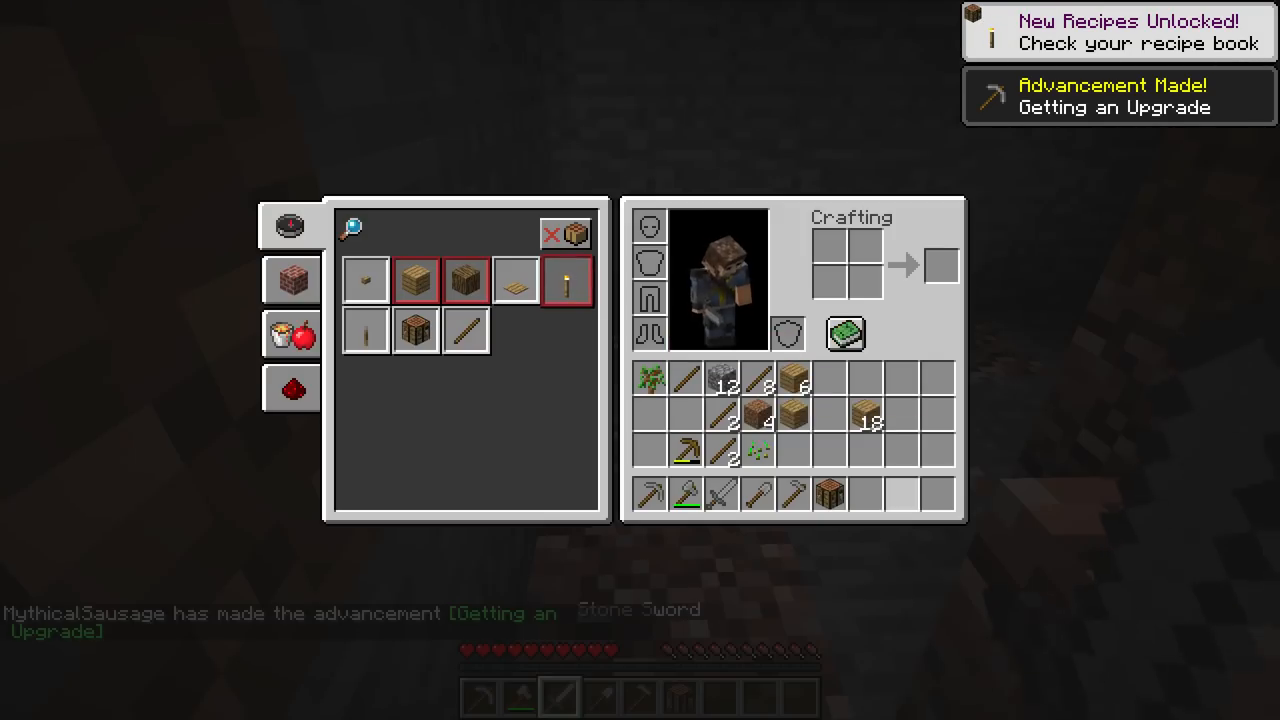 New Recipes Unlocked!
Check your recipe book
Advancement Made!
Getting an Upgrade
Crafting
12
8
6
2
4
18
2
MythicalSausage has made the advancement [Getting an
Upgrade]
Stone Sword